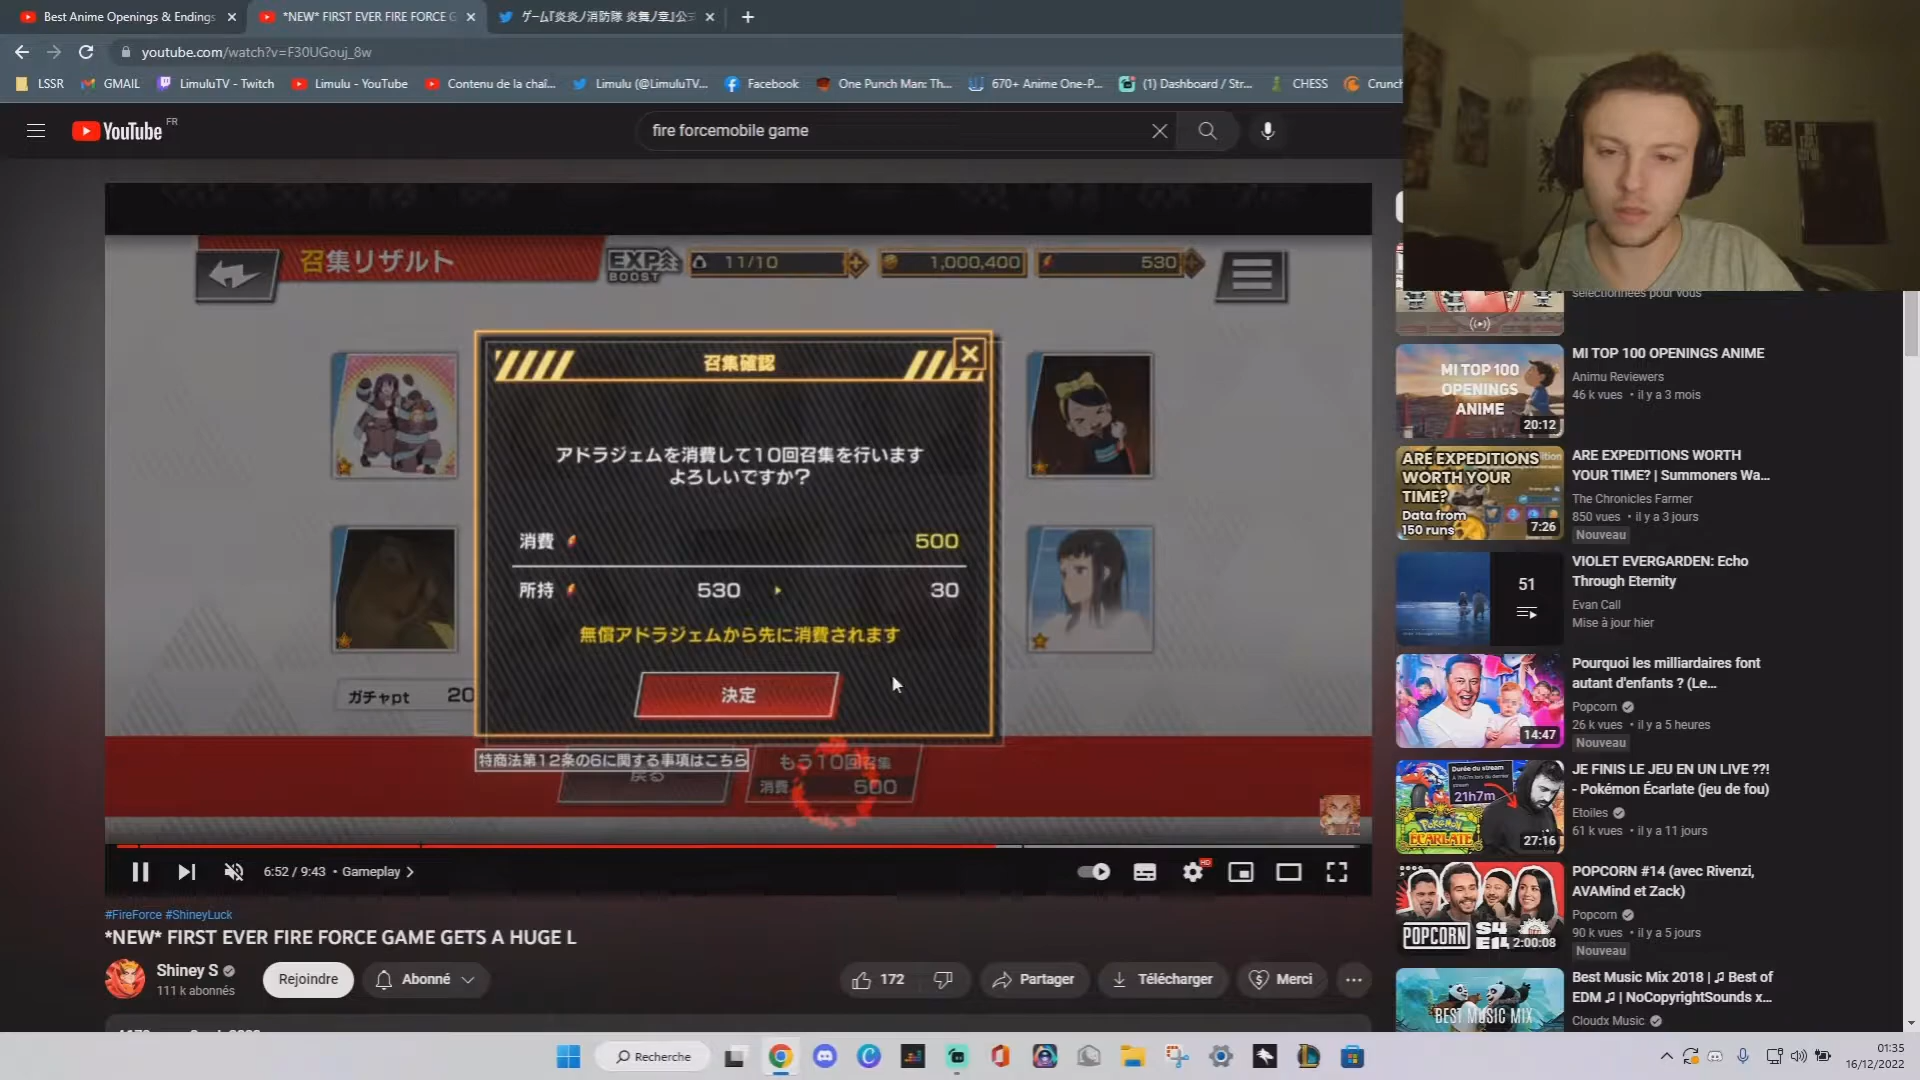 Best Anime Openings & Endings
*NEW* FIRST EVER FIRE FORCE G
ゲーム『炎炎ノ消防隊 炎舞ノ章』公式
youtube.com/watch?v=F30UGouj_8w
LSSR
GMAIL
LimuluTV - Twitch
Limulu - YouTube
Contenu de la chaî...
Limulu (@LimuluTV...
Facebook
One Punch Man: Th...
670+ Anime One-P...
(1) Dashboard / Str...
CHESS
Crunch
YouTube FR
fire forcemobile game
召集リザルト
EXP BOOST
11/10
1,000,400
530
召集確認
アドラジェムを消費して10回召集を行います
よろしいですか?
消費 500
所持 530 30
無償アドラジェムから先に消費されます
決定
ガチャpt 20
特商法第12条の6に関する事項はこちら
戻る
もう10回召集
消費 500
6:52 / 9:43 • Gameplay
HD
#FireForce #ShineyLuck
*NEW* FIRST EVER FIRE FORCE GAME GETS A HUGE L
Shiney S
111 k abonnés
Rejoindre
Abonné
172
Partager
Télécharger
Merci
sélectionnées pour vous
MI TOP 100
OPENINGS
ANIME
20:12
MI TOP 100 OPENINGS ANIME
Animu Reviewers
46 k vues • il y a 3 mois
ARE EXPEDITIONS
WORTH YOUR
TIME?
Data from
150 runs
7:26
ARE EXPEDITIONS WORTH
YOUR TIME? | Summoners Wa...
The Chronicles Farmer
850 vues • il y a 3 jours
Nouveau
51
VIOLET EVERGARDEN: Echo
Through Eternity
Evan Call
Mise à jour hier
14:47
Pourquoi les milliardaires font
autant d'enfants ? (Le...
Popcorn
26 k vues • il y a 5 heures
Nouveau
Durée du stream
21h7m
POKÉMON
ÉCARLATE
27:16
JE FINIS LE JEU EN UN LIVE ??!
- Pokémon Écarlate (jeu de fou)
Etoiles
61 k vues • il y a 11 jours
POPCORN
S4
E14
2:00:08
POPCORN #14 (avec Rivenzi,
AVAMind et Zack)
Popcorn
90 k vues • il y a 5 jours
Nouveau
BEST MUSIC MIX
Best Music Mix 2018 | ♫ Best of
EDM ♫ | NoCopyrightSounds x...
Cloudx Music
Recherche
01:35
16/12/2022